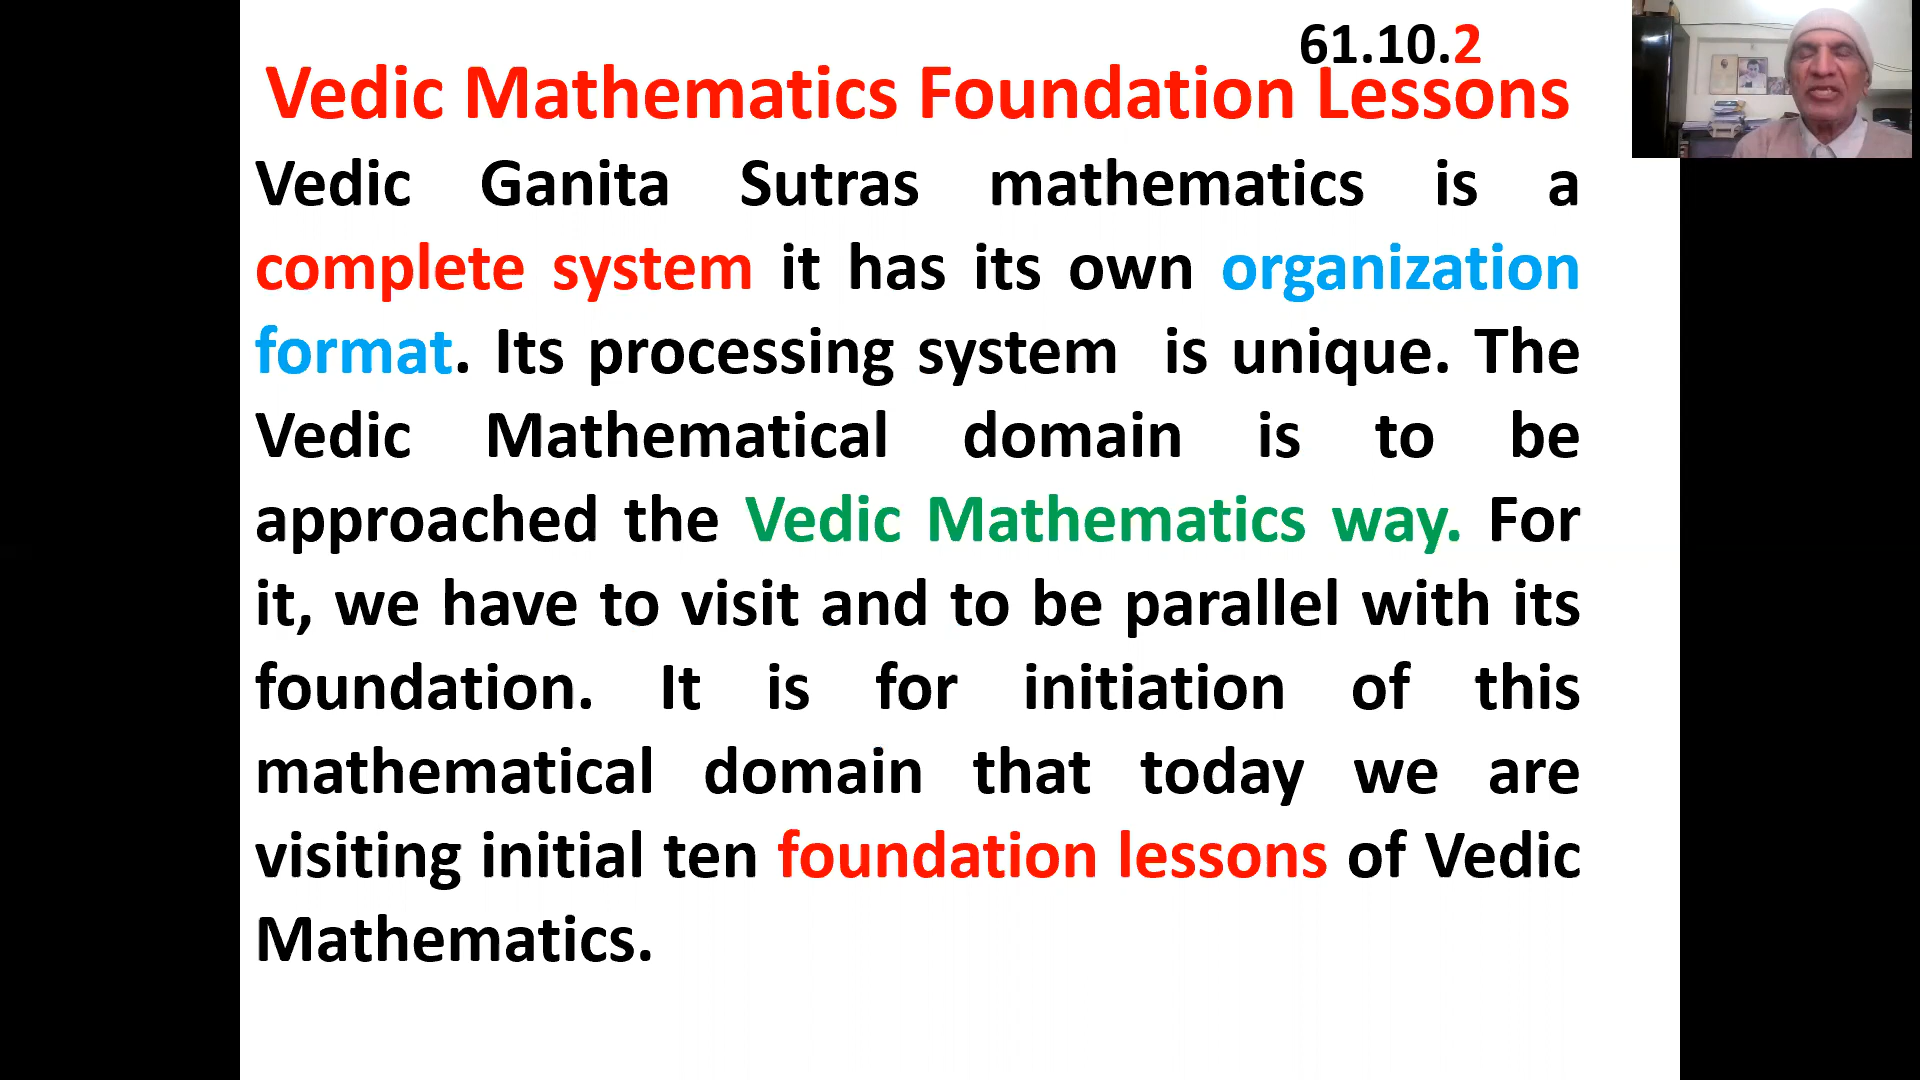 61.10.2
Vedic Mathematics Foundation Lessons
Vedic Ganita Sutras mathematics is a
complete system it has its own organization
format. Its processing system is unique. The
Vedic Mathematical domain is to be
approached the Vedic Mathematics way. For
it, we have to visit and to be parallel with its
foundation. It is for initiation of this
mathematical domain that today we are
visiting initial ten foundation lessons of Vedic
Mathematics.